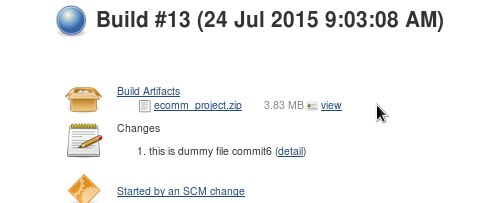 Build #13 (24 Jul 2015 9:03:08 AM)
Build Artifacts
ecomm_project.zip 3.83 MB view
Changes
1. this is dummy file commit6 (detail)
Started by an SCM change